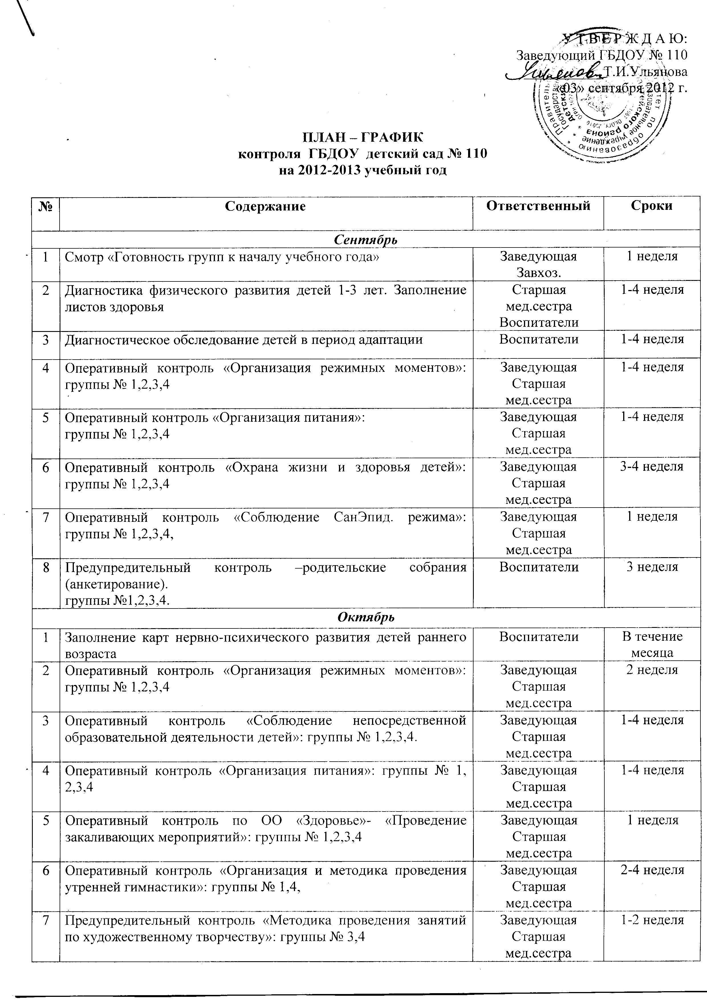 У Т В Е Р Ж Д А Ю:
Заведующий ГБДОУ № 110
Т.И.Ульянова
«03» сентября 2012 г.
ПЛАН – ГРАФИК
контроля ГБДОУ детский сад № 110
на 2012-2013 учебный год
№ Содержание Ответственный Сроки
Сентябрь
1 Смотр «Готовность групп к началу учебного года» Заведующая 1 неделя
Завхоз.
2 Диагностика физического развития детей 1-3 лет. Заполнение Старшая 1-4 неделя
листов здоровья мед.сестра
Воспитатели
3 Диагностическое обследование детей в период адаптации Воспитатели 1-4 неделя
4 Оперативный контроль «Организация режимных моментов»: Заведующая 1-4 неделя
группы № 1,2,3,4 Старшая
мед.сестра
5 Оперативный контроль «Организация питания»: Заведующая 1-4 неделя
группы № 1,2,3,4 Старшая
мед.сестра
6 Оперативный контроль «Охрана жизни и здоровья детей»: Заведующая 3-4 неделя
группы № 1,2,3,4 Старшая
мед.сестра
7 Оперативный контроль «Соблюдение СанЭпид. режима»: Заведующая 1 неделя
группы № 1,2,3,4, Старшая
мед.сестра
8 Предупредительный контроль –родительские собрания Воспитатели 3 неделя
(анкетирование).
группы №1,2,3,4.
Октябрь
1 Заполнение карт нервно-психического развития детей раннего Воспитатели В течение
возраста месяца
2 Оперативный контроль «Организация режимных моментов»: Заведующая 2 неделя
группы № 1,2,3,4 Старшая
мед.сестра
3 Оперативный контроль «Соблюдение непосредственной Заведующая 1-4 неделя
образовательной деятельности детей»: группы № 1,2,3,4. Старшая
мед.сестра
4 Оперативный контроль «Организация питания»: группы № 1, Заведующая 1-4 неделя
2,3,4 Старшая
мед.сестра
5 Оперативный контроль по ОО «Здоровье»- «Проведение Заведующая 1 неделя
закаливающих мероприятий»: группы № 1,2,3,4 Старшая
мед.сестра
6 Оперативный контроль «Организация и методика проведения Заведующая 2-4 неделя
утренней гимнастики»: группы № 1,4, Старшая
мед.сестра
7 Предупредительный контроль «Методика проведения занятий Заведующая 1-2 неделя
по художественному творчеству»: группы № 3,4 Старшая
мед.сестра